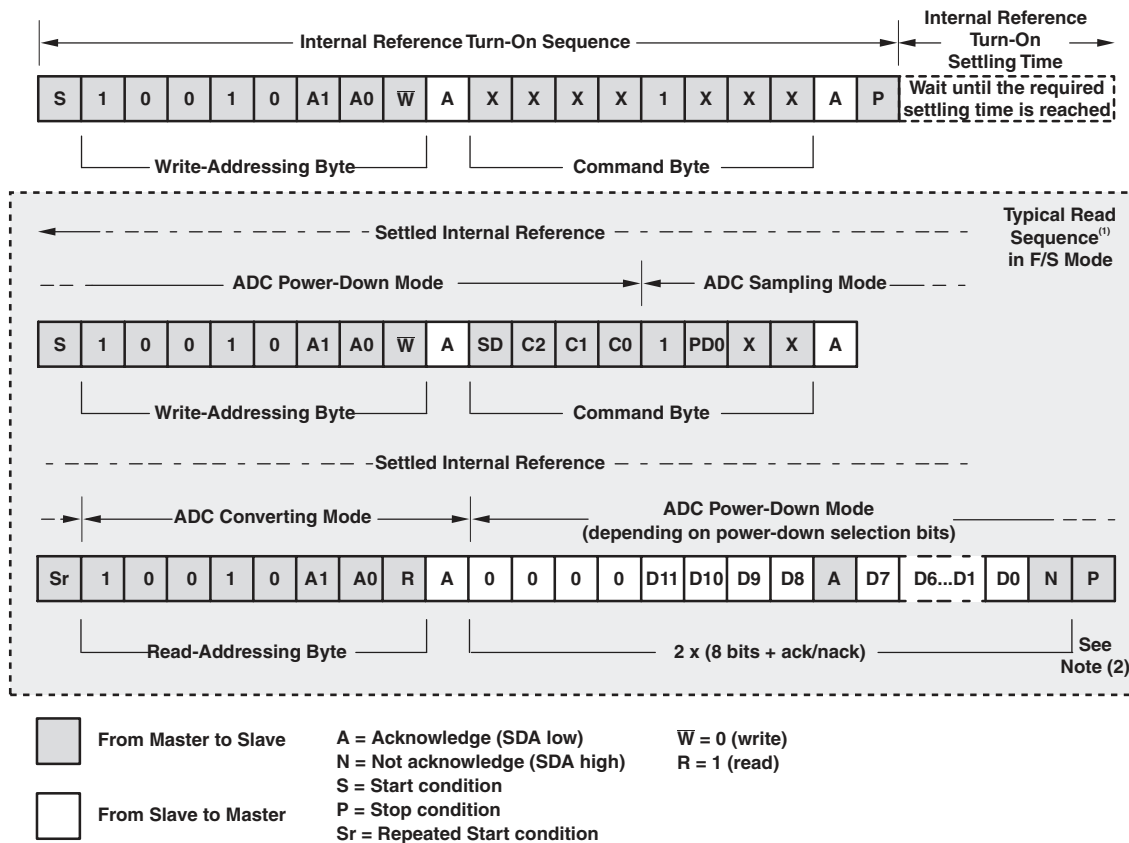 Internal Reference Turn-On Sequence
Internal Reference
Turn-On
Settling Time
S 1 0 0 1 0 A1 A0 W̅ A X X X X 1 X X X A P
Wait until the required
settling time is reached
Write-Addressing Byte
Command Byte
Settled Internal Reference
Typical Read
Sequence(1)
in F/S Mode
ADC Power-Down Mode
ADC Sampling Mode
S 1 0 0 1 0 A1 A0 W̅ A SD C2 C1 C0 1 PD0 X X A
Write-Addressing Byte
Command Byte
Settled Internal Reference
ADC Converting Mode
ADC Power-Down Mode
(depending on power-down selection bits)
Sr 1 0 0 1 0 A1 A0 R A 0 0 0 0 D11 D10 D9 D8 A D7 D6...D1 D0 N P
Read-Addressing Byte
2 x (8 bits + ack/nack)
See
Note (2)
From Master to Slave
From Slave to Master
A = Acknowledge (SDA low)
N = Not acknowledge (SDA high)
S = Start condition
P = Stop condition
Sr = Repeated Start condition
W̅ = 0 (write)
R = 1 (read)